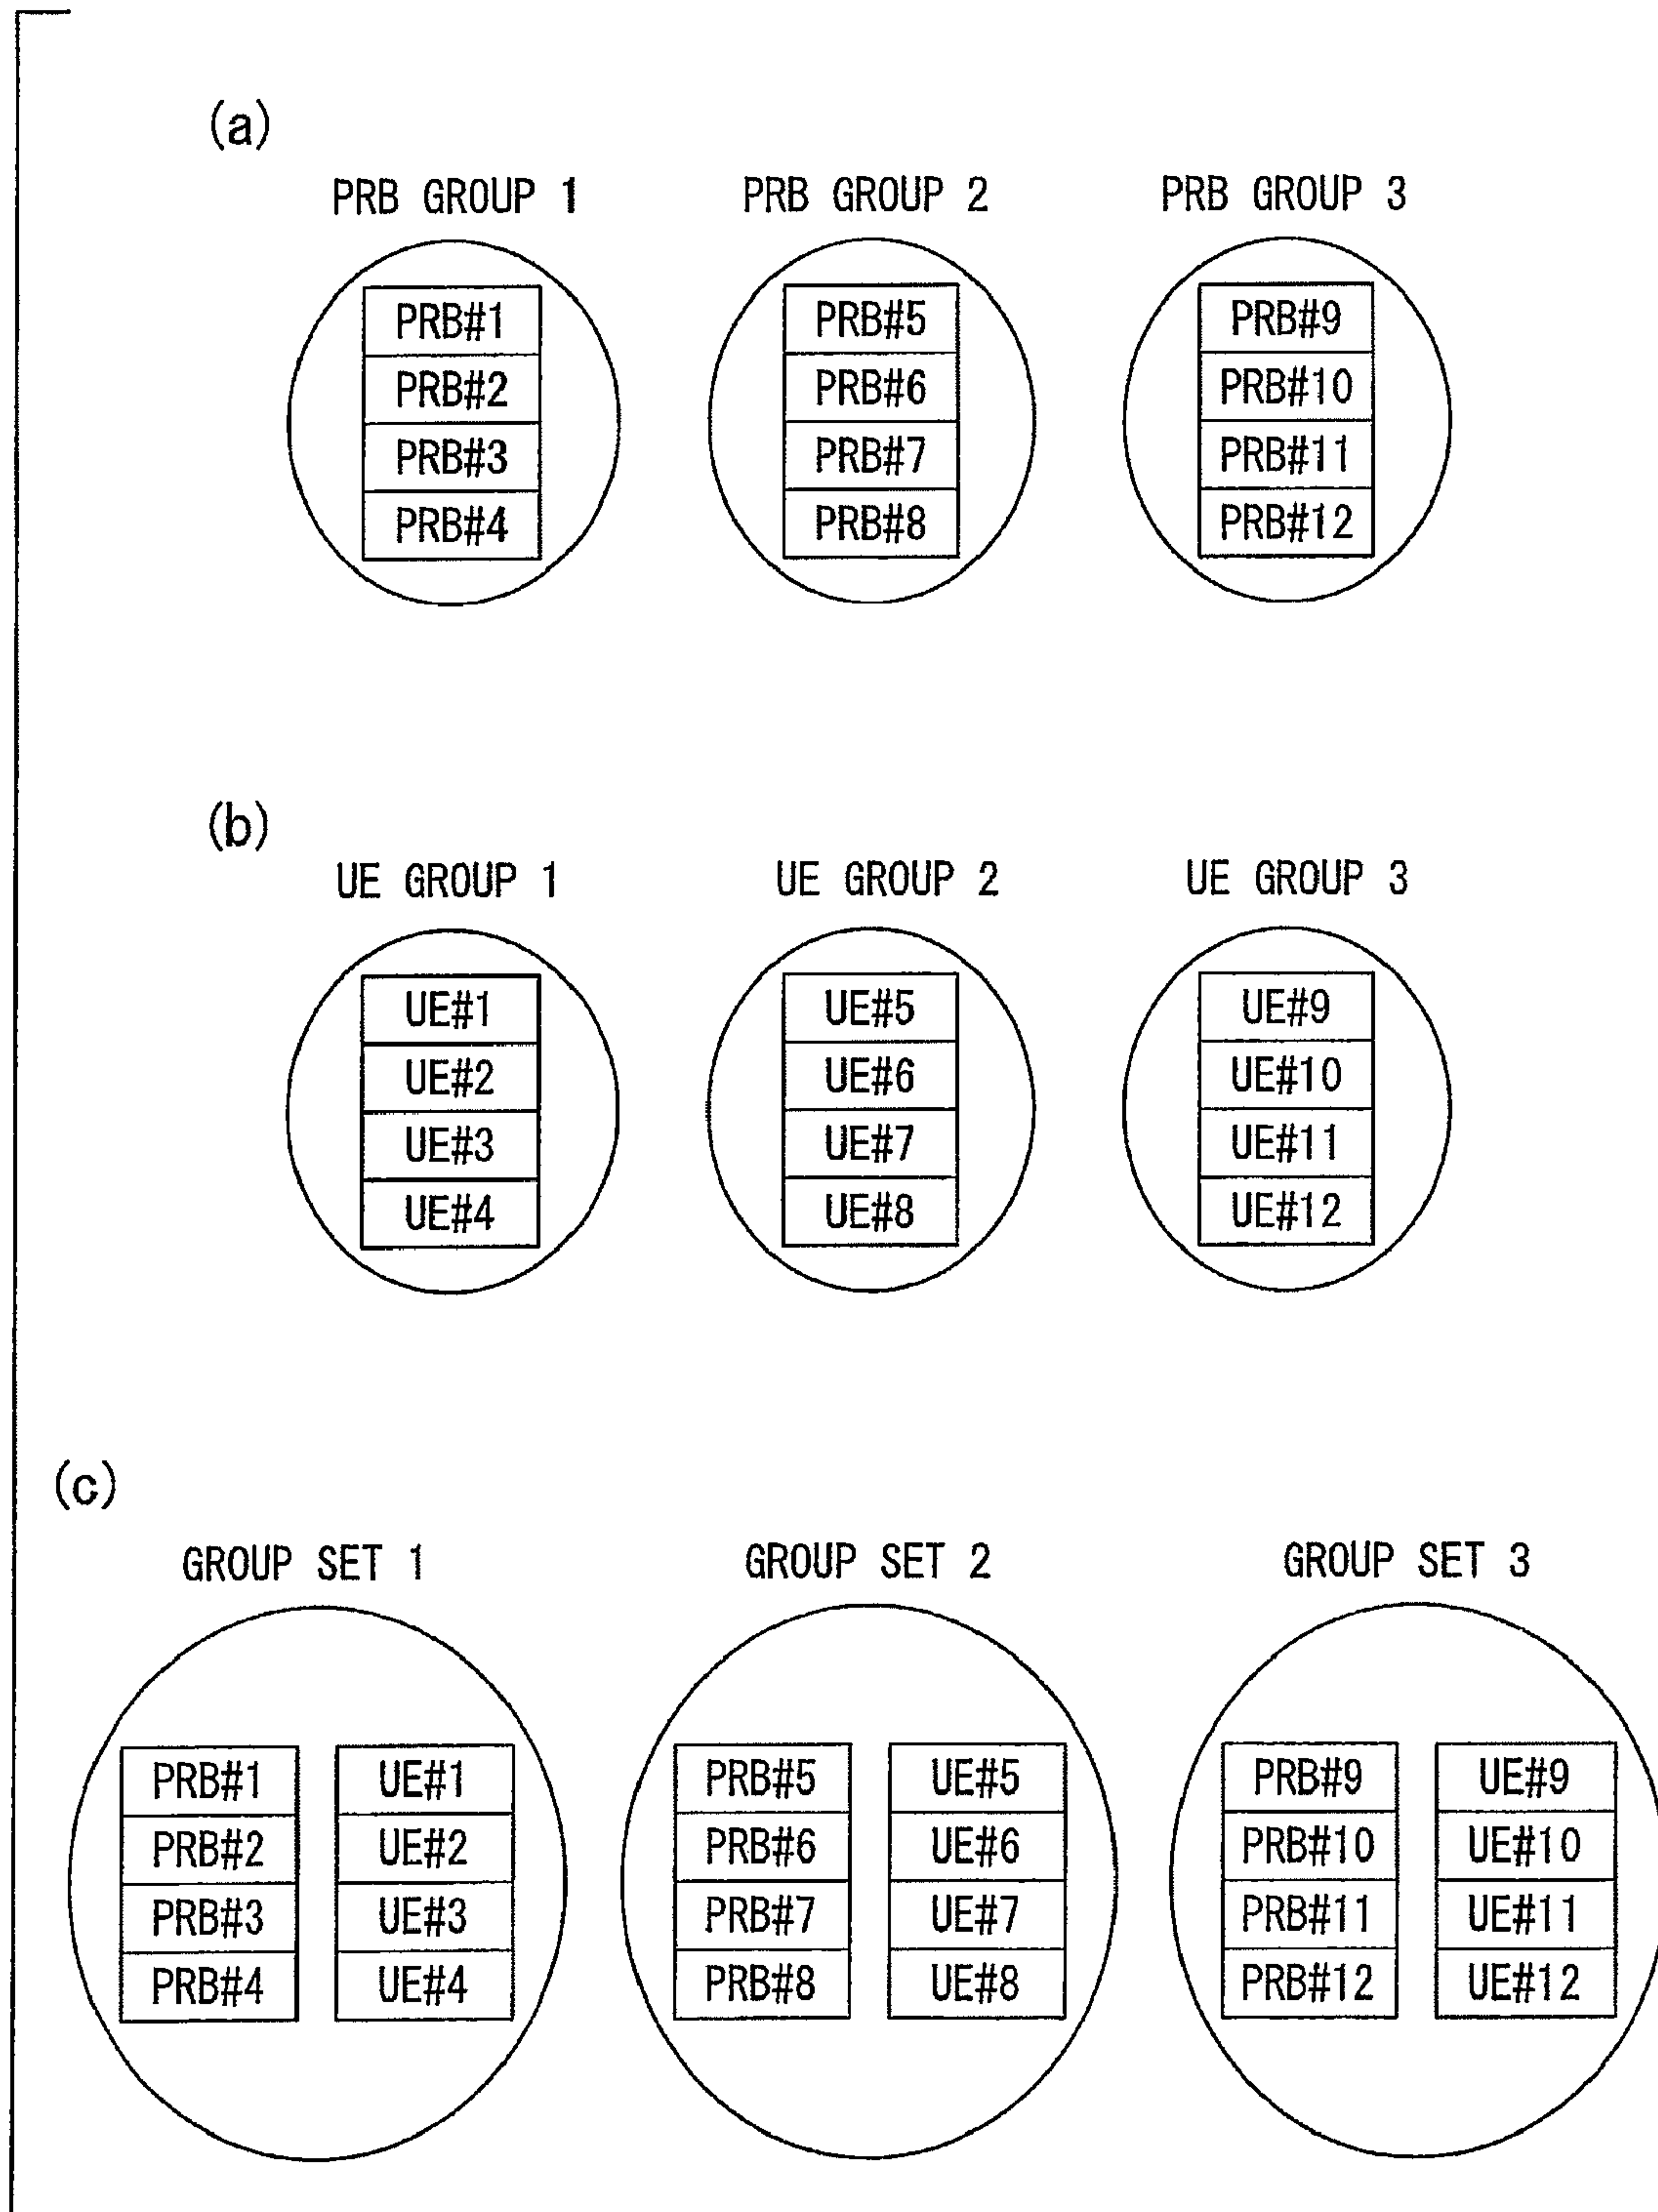 (a)
PRB GROUP 1 PRB GROUP 2 PRB GROUP 3
PRB#1 PRB#5 PRB#9
PRB#2 PRB#6 PRB#10
PRB#3 PRB#7 PRB#11
PRB#4 PRB#8 PRB#12
(b)
UE GROUP 1 UE GROUP 2 UE GROUP 3
UE#1 UE#5 UE#9
UE#2 UE#6 UE#10
UE#3 UE#7 UE#11
UE#4 UE#8 UE#12
(c)
GROUP SET 1 GROUP SET 2 GROUP SET 3
PRB#1 UE#1 PRB#5 UE#5 PRB#9 UE#9
PRB#2 UE#2 PRB#6 UE#6 PRB#10 UE#10
PRB#3 UE#3 PRB#7 UE#7 PRB#11 UE#11
PRB#4 UE#4 PRB#8 UE#8 PRB#12 UE#12